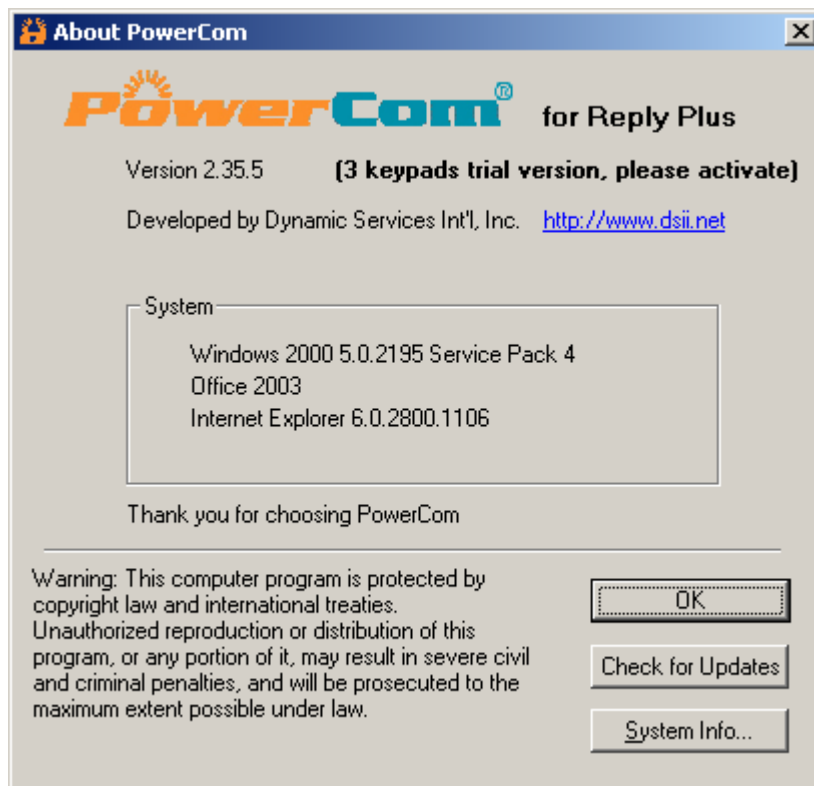 About PowerCom
PowerCom® for Reply Plus
Version 2.35.5 (3 keypads trial version, please activate)
Developed by Dynamic Services Int'l, Inc. http://www.dsii.net
System
Windows 2000 5.0.2195 Service Pack 4
Office 2003
Internet Explorer 6.0.2800.1106
Thank you for choosing PowerCom
Warning: This computer program is protected by
copyright law and international treaties.
Unauthorized reproduction or distribution of this
program, or any portion of it, may result in severe civil
and criminal penalties, and will be prosecuted to the
maximum extent possible under law.
OK
Check for Updates
System Info...